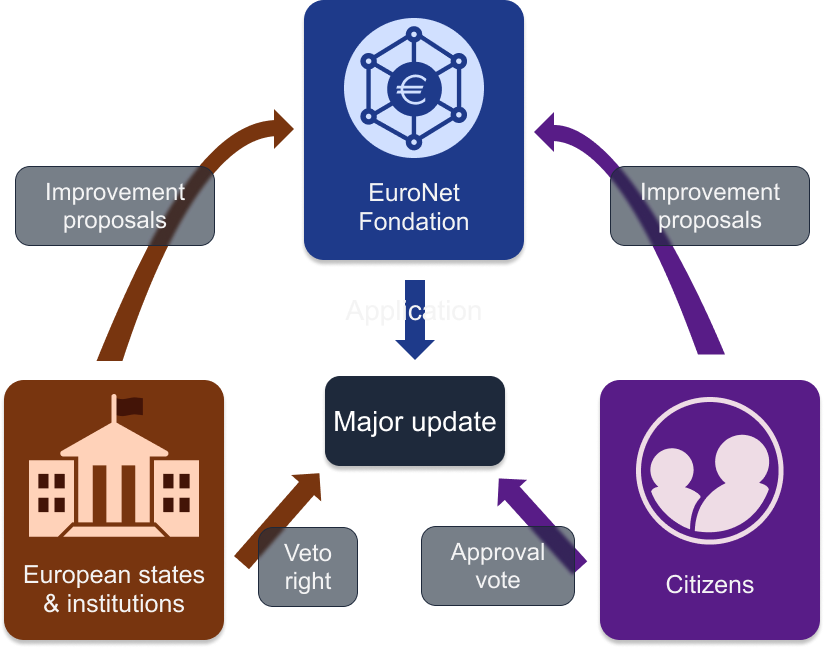 EuroNet
Fondation
Improvement
proposals
Improvement
proposals
Application
Major update
Veto
right
Approval
vote
European states
& institutions
Citizens